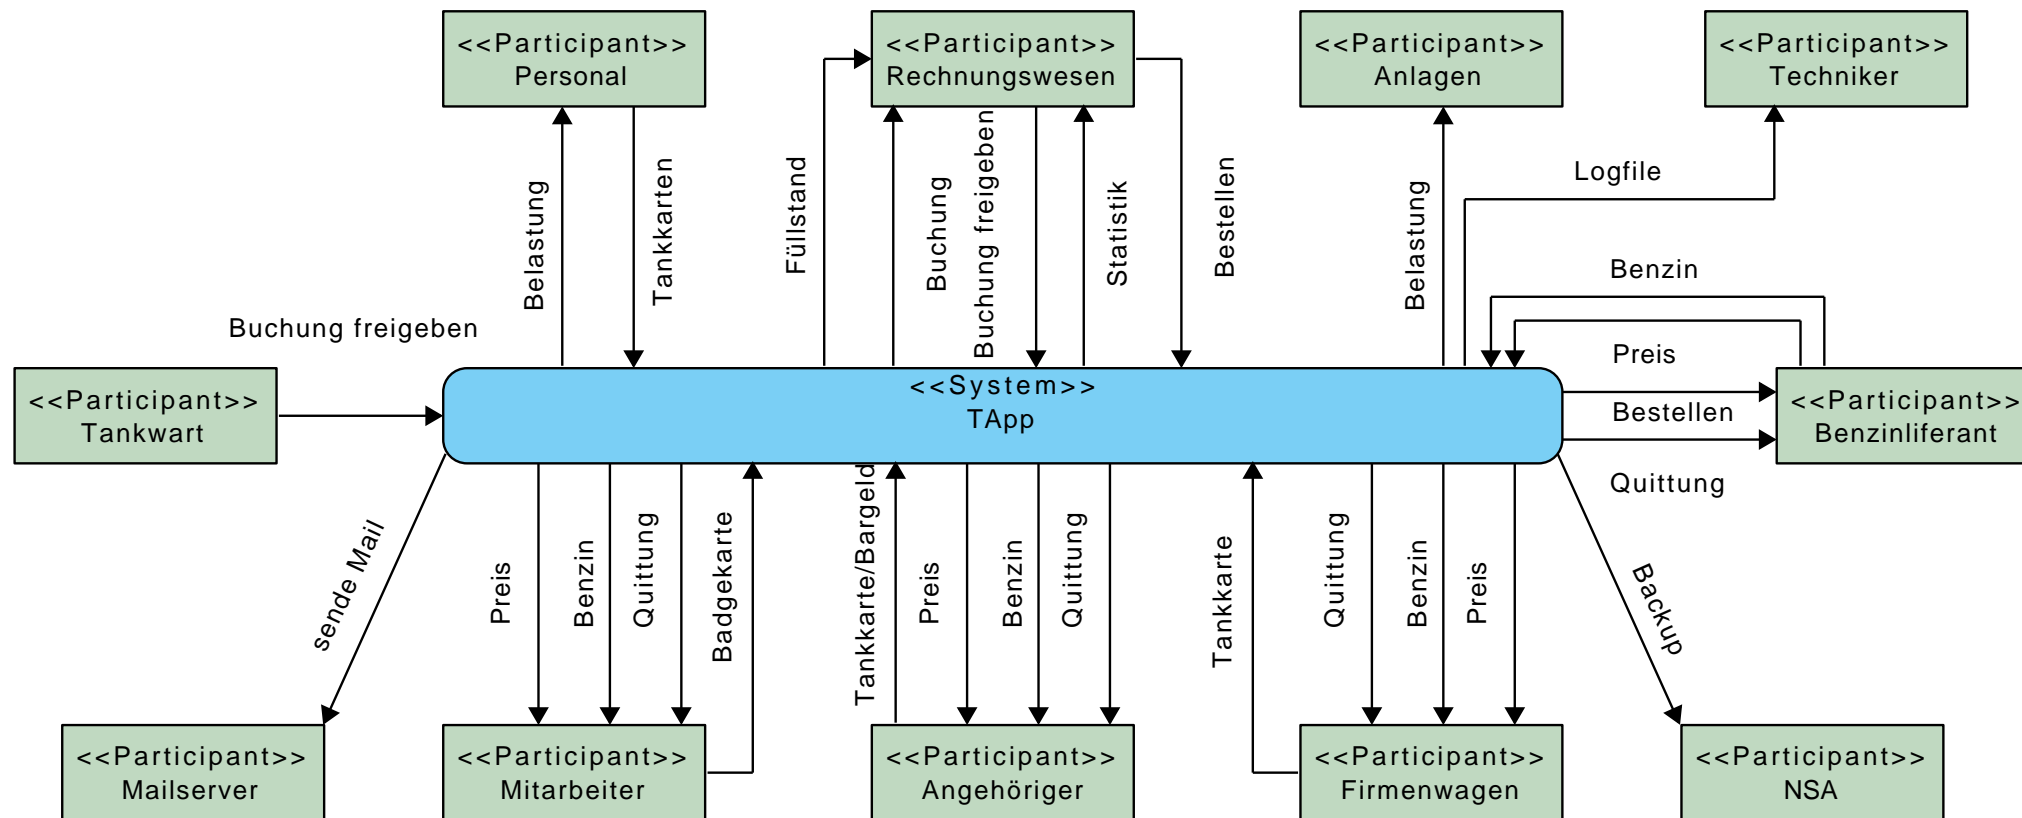 <<Participant>>
Personal
<<Participant>>
Rechnungswesen
<<Participant>>
Anlagen
<<Participant>>
Techniker
Belastung
Tankkarten
Füllstand
Buchung
Buchung freigeben
Statistik
Bestellen
Belastung
Logfile
Benzin
Preis
Buchung freigeben
<<Participant>>
Tankwart
<<System>>
TApp
Bestellen
Quittung
<<Participant>>
Benzinliferant
sende Mail
Preis
Benzin
Quittung
Badgekarte
Tankkarte/Bargeld
Preis
Benzin
Quittung
Tankkarte
Quittung
Benzin
Preis
Backup
<<Participant>>
Mailserver
<<Participant>>
Mitarbeiter
<<Participant>>
Angehöriger
<<Participant>>
Firmenwagen
<<Participant>>
NSA